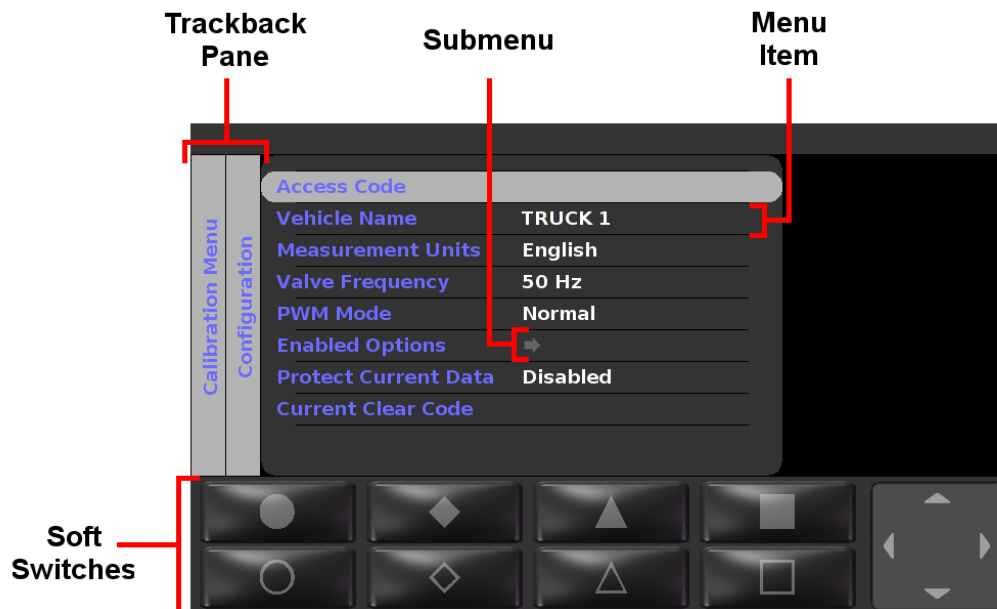 Trackback
Pane
Submenu
Menu
Item
Access Code
Vehicle Name TRUCK 1
Measurement Units English
Valve Frequency 50 Hz
PWM Mode Normal
Enabled Options
Protect Current Data Disabled
Current Clear Code
Calibration Menu
Configuration
Soft
Switches